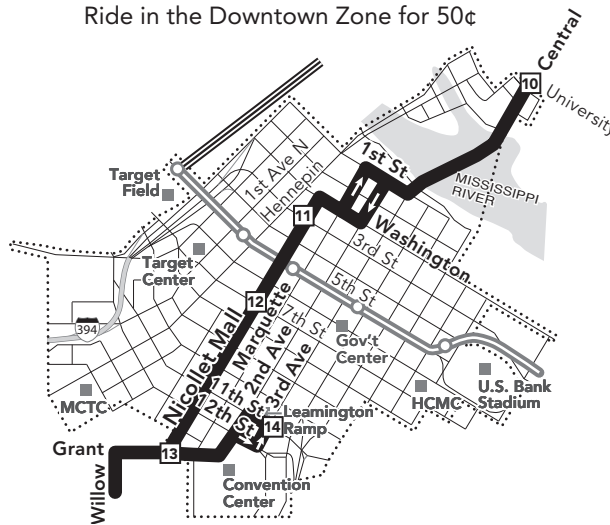 Ride in the Downtown Zone for 50¢
Central
10
University
1st St
MISSISSIPPI
RIVER
1st Ave N
Hennepin
Target
Field
11
Washington
3rd St
Target
Center
5th St
12
Marquette
7th St
394
Nicollet Mall
2nd Ave
3rd Ave
Gov't
Center
11th St
12th
St
MCTC
HCMC
U.S. Bank
Stadium
Leamington
Ramp
14
Grant
13
Willow
Convention
Center